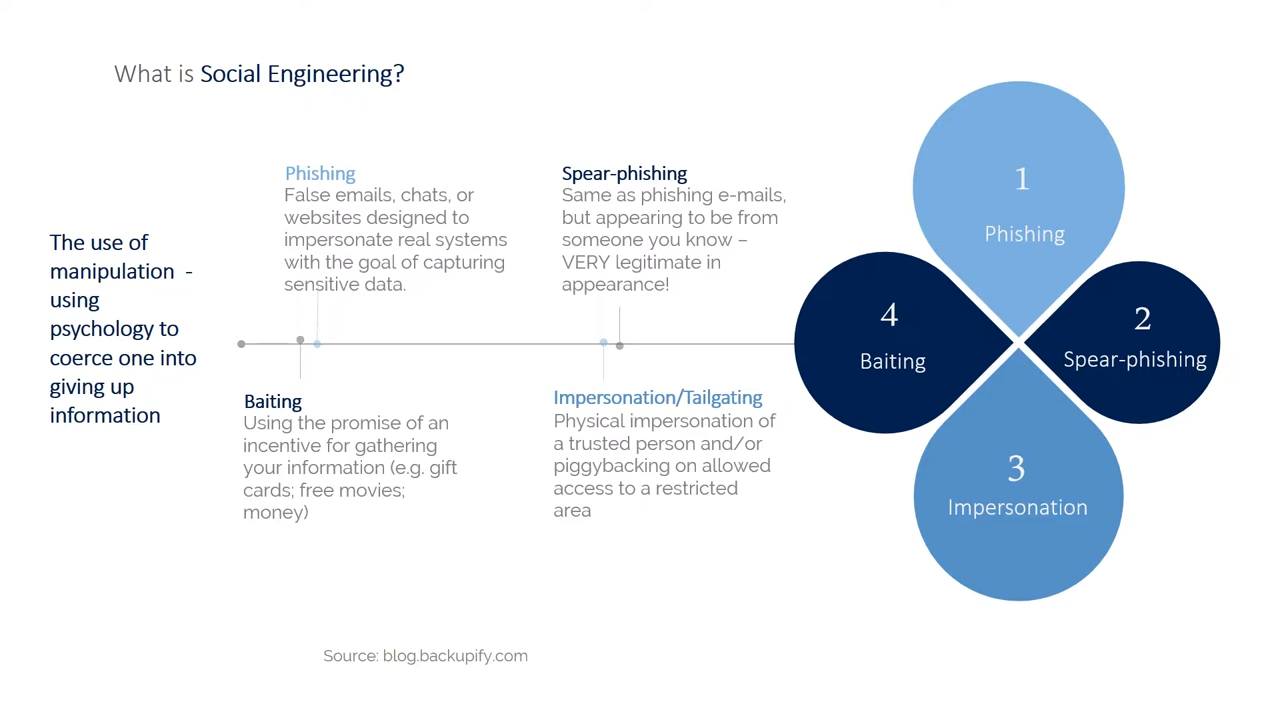 What is Social Engineering?
The use of
manipulation  -
using
psychology to
coerce one into
giving up
information
Phishing
False emails, chats, or
websites designed to
impersonate real systems
with the goal of capturing
sensitive data.
Spear-phishing
Same as phishing e-mails,
but appearing to be from
someone you know –
VERY legitimate in
appearance!
Baiting
Using the promise of an
incentive for gathering
your information (e.g. gift
cards; free movies;
money)
Impersonation/Tailgating
Physical impersonation of
a trusted person and/or
piggybacking on allowed
access to a restricted
area
1
Phishing
2
Spear-phishing
3
Impersonation
4
Baiting
Source: blog.backupify.com